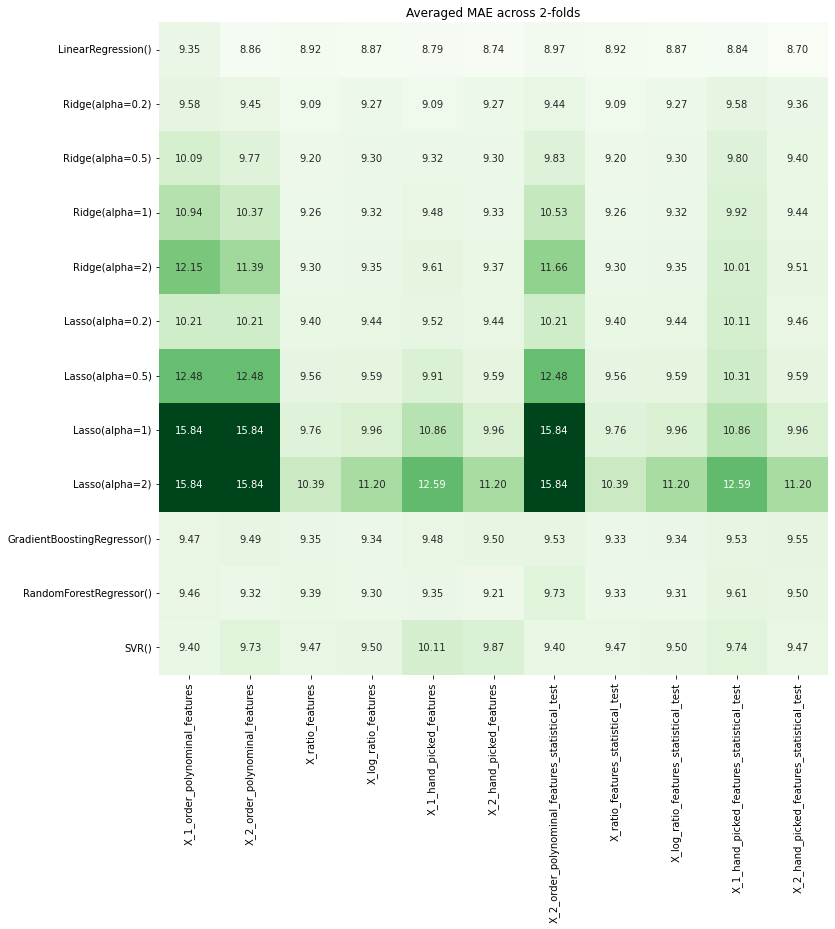 Averaged MAE across 2-folds
LinearRegression() 9.35 8.86 8.92 8.87 8.79 8.74 8.97 8.92 8.87 8.84 8.70
Ridge(alpha=0.2) 9.58 9.45 9.09 9.27 9.09 9.27 9.44 9.09 9.27 9.58 9.36
Ridge(alpha=0.5) 10.09 9.77 9.20 9.30 9.32 9.30 9.83 9.20 9.30 9.80 9.40
Ridge(alpha=1) 10.94 10.37 9.26 9.32 9.48 9.33 10.53 9.26 9.32 9.92 9.44
Ridge(alpha=2) 12.15 11.39 9.30 9.35 9.61 9.37 11.66 9.30 9.35 10.01 9.51
Lasso(alpha=0.2) 10.21 10.21 9.40 9.44 9.52 9.44 10.21 9.40 9.44 10.11 9.46
Lasso(alpha=0.5) 12.48 12.48 9.56 9.59 9.91 9.59 12.48 9.56 9.59 10.31 9.59
Lasso(alpha=1) 15.84 15.84 9.76 9.96 10.86 9.96 15.84 9.76 9.96 10.86 9.96
Lasso(alpha=2) 15.84 15.84 10.39 11.20 12.59 11.20 15.84 10.39 11.20 12.59 11.20
GradientBoostingRegressor() 9.47 9.49 9.35 9.34 9.48 9.50 9.53 9.33 9.34 9.53 9.55
RandomForestRegressor() 9.46 9.32 9.39 9.30 9.35 9.21 9.73 9.33 9.31 9.61 9.50
SVR() 9.40 9.73 9.47 9.50 10.11 9.87 9.40 9.47 9.50 9.74 9.47
X_1_order_polynominal_features
X_2_order_polynominal_features
X_ratio_features
X_log_ratio_features
X_1_hand_picked_features
X_2_hand_picked_features
X_2_order_polynominal_features_statistical_test
X_ratio_features_statistical_test
X_log_ratio_features_statistical_test
X_1_hand_picked_features_statistical_test
X_2_hand_picked_features_statistical_test